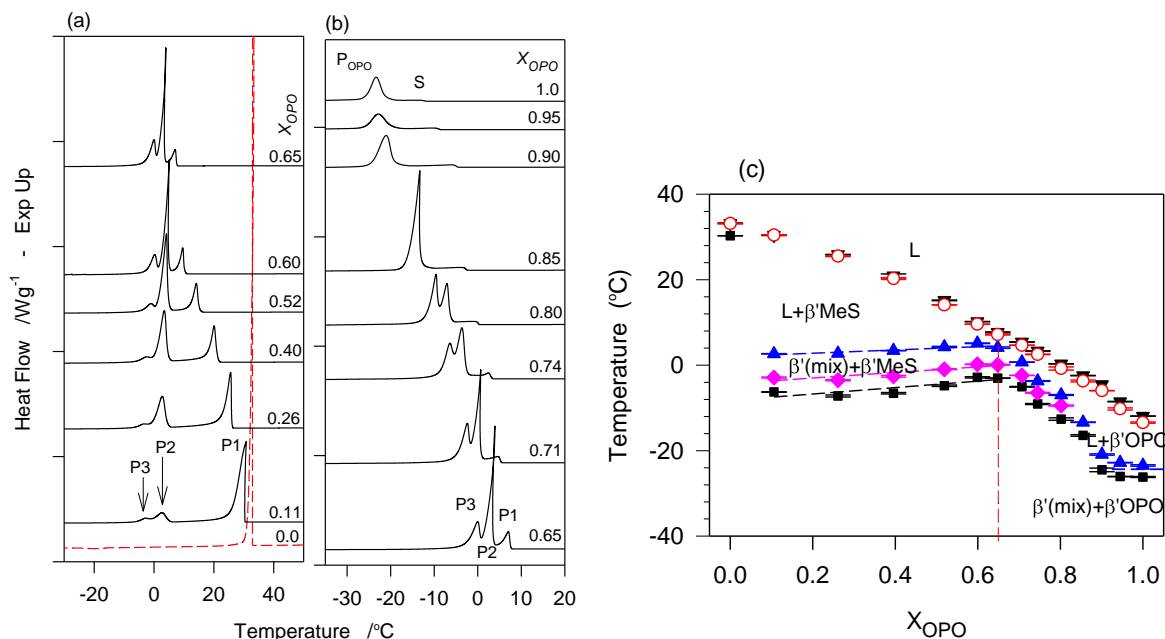 (a)
Heat Flow /Wg⁻¹ - Exp Up
X_OPO
0.65
0.60
0.52
0.40
0.26
0.11
0.0
P3
P2
P1
-20
0
20
40
(b)
P_OPO
S
X_OPO
1.0
0.95
0.90
0.85
0.80
0.74
0.71
0.65
P3
P2
P1
-30
-20
-10
0
10
20
Temperature /°C
(c)
Temperature (°C)
40
20
0
-20
-40
L
L+β'MeS
β'(mix)+β'MeS
L+β'OPO
β'(mix)+β'OPO
0.0
0.2
0.4
0.6
0.8
1.0
X_OPO